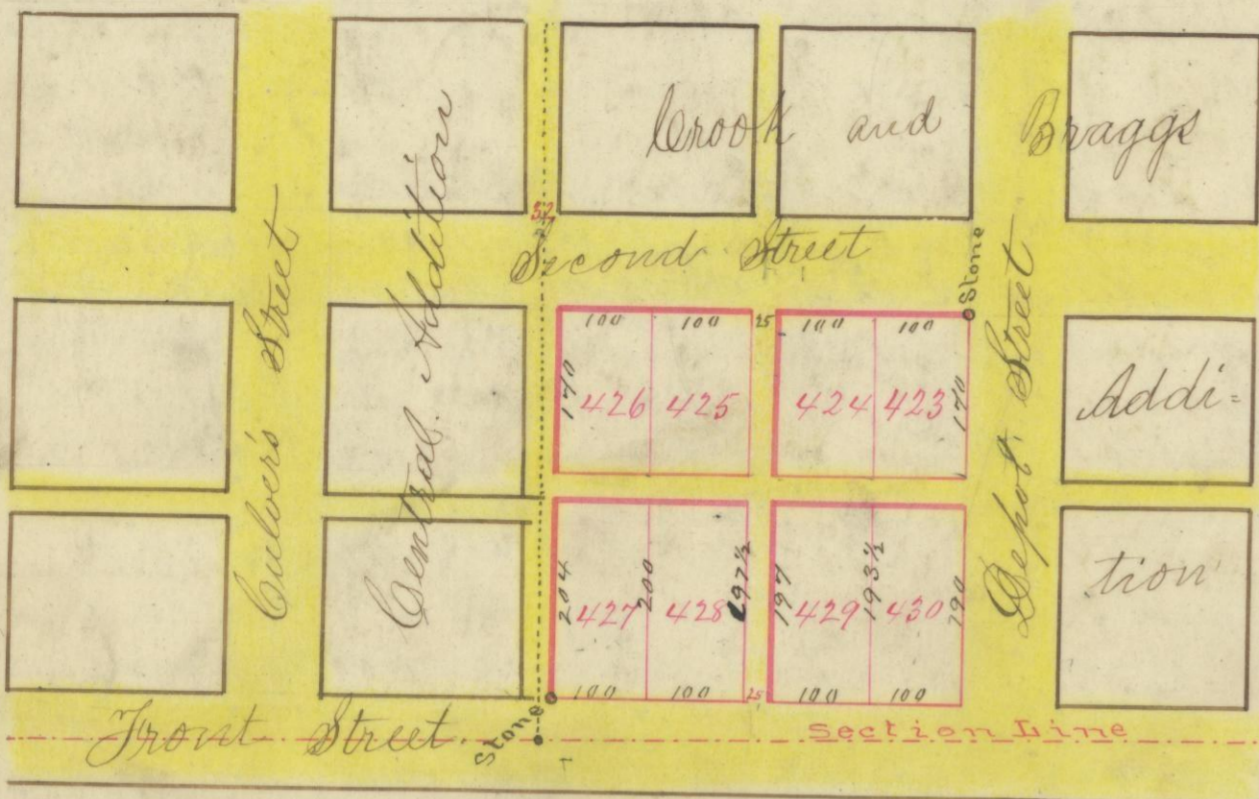 Crook and Braggs
Addi=
tion
Central Addition
Culvers Street
Second Street
Depot Street
Front Street
Section Line
Stone
Stone
32
100 100 25 100 100
170 426 425 424 423 170
204 427 200 428 197½ 197 429 193½ 430 190
100 100 25 100 100